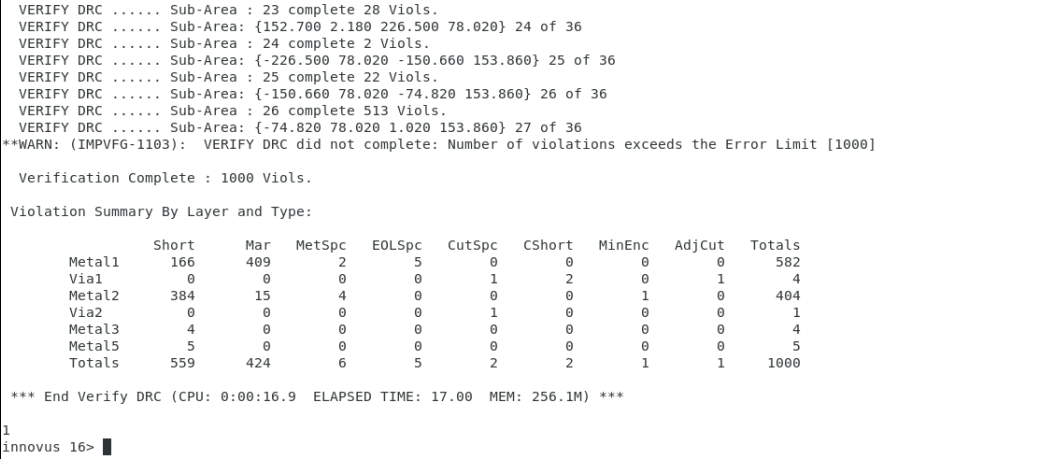 VERIFY DRC ...... Sub-Area : 23 complete 28 Viols.
VERIFY DRC ...... Sub-Area: {152.700 2.180 226.500 78.020} 24 of 36
VERIFY DRC ...... Sub-Area : 24 complete 2 Viols.
VERIFY DRC ...... Sub-Area: {-226.500 78.020 -150.660 153.860} 25 of 36
VERIFY DRC ...... Sub-Area : 25 complete 22 Viols.
VERIFY DRC ...... Sub-Area: {-150.660 78.020 -74.820 153.860} 26 of 36
VERIFY DRC ...... Sub-Area : 26 complete 513 Viols.
VERIFY DRC ...... Sub-Area: {-74.820 78.020 1.020 153.860} 27 of 36
**WARN: (IMPVFG-1103):  VERIFY DRC did not complete: Number of violations exceeds the Error Limit [1000]
Verification Complete : 1000 Viols.
Violation Summary By Layer and Type:
Short Mar MetSpc EOLSpc CutSpc CShort MinEnc AdjCut Totals
Metal1 166 409 2 5 0 0 0 0 582
Via1 0 0 0 0 1 2 0 1 4
Metal2 384 15 4 0 0 0 1 0 404
Via2 0 0 0 0 1 0 0 0 1
Metal3 4 0 0 0 0 0 0 0 4
Metal5 5 0 0 0 0 0 0 0 5
Totals 559 424 6 5 2 2 1 1 1000
*** End Verify DRC (CPU: 0:00:16.9  ELAPSED TIME: 17.00  MEM: 256.1M) ***
1
innovus 16>